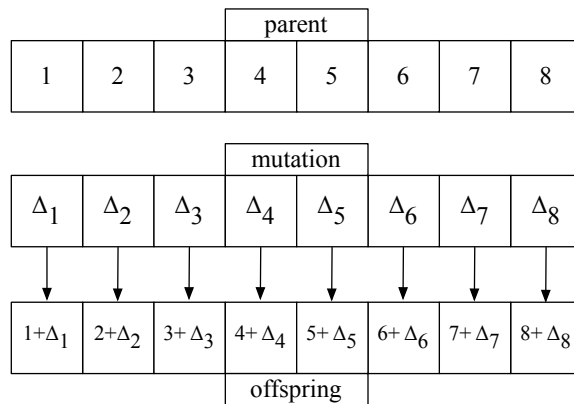 parent
1 2 3 4 5 6 7 8
mutation
Δ1 Δ2 Δ3 Δ4 Δ5 Δ6 Δ7 Δ8
1+Δ1 2+Δ2 3+ Δ3 4+ Δ4 5+ Δ5 6+ Δ6 7+ Δ7 8+ Δ8
offspring